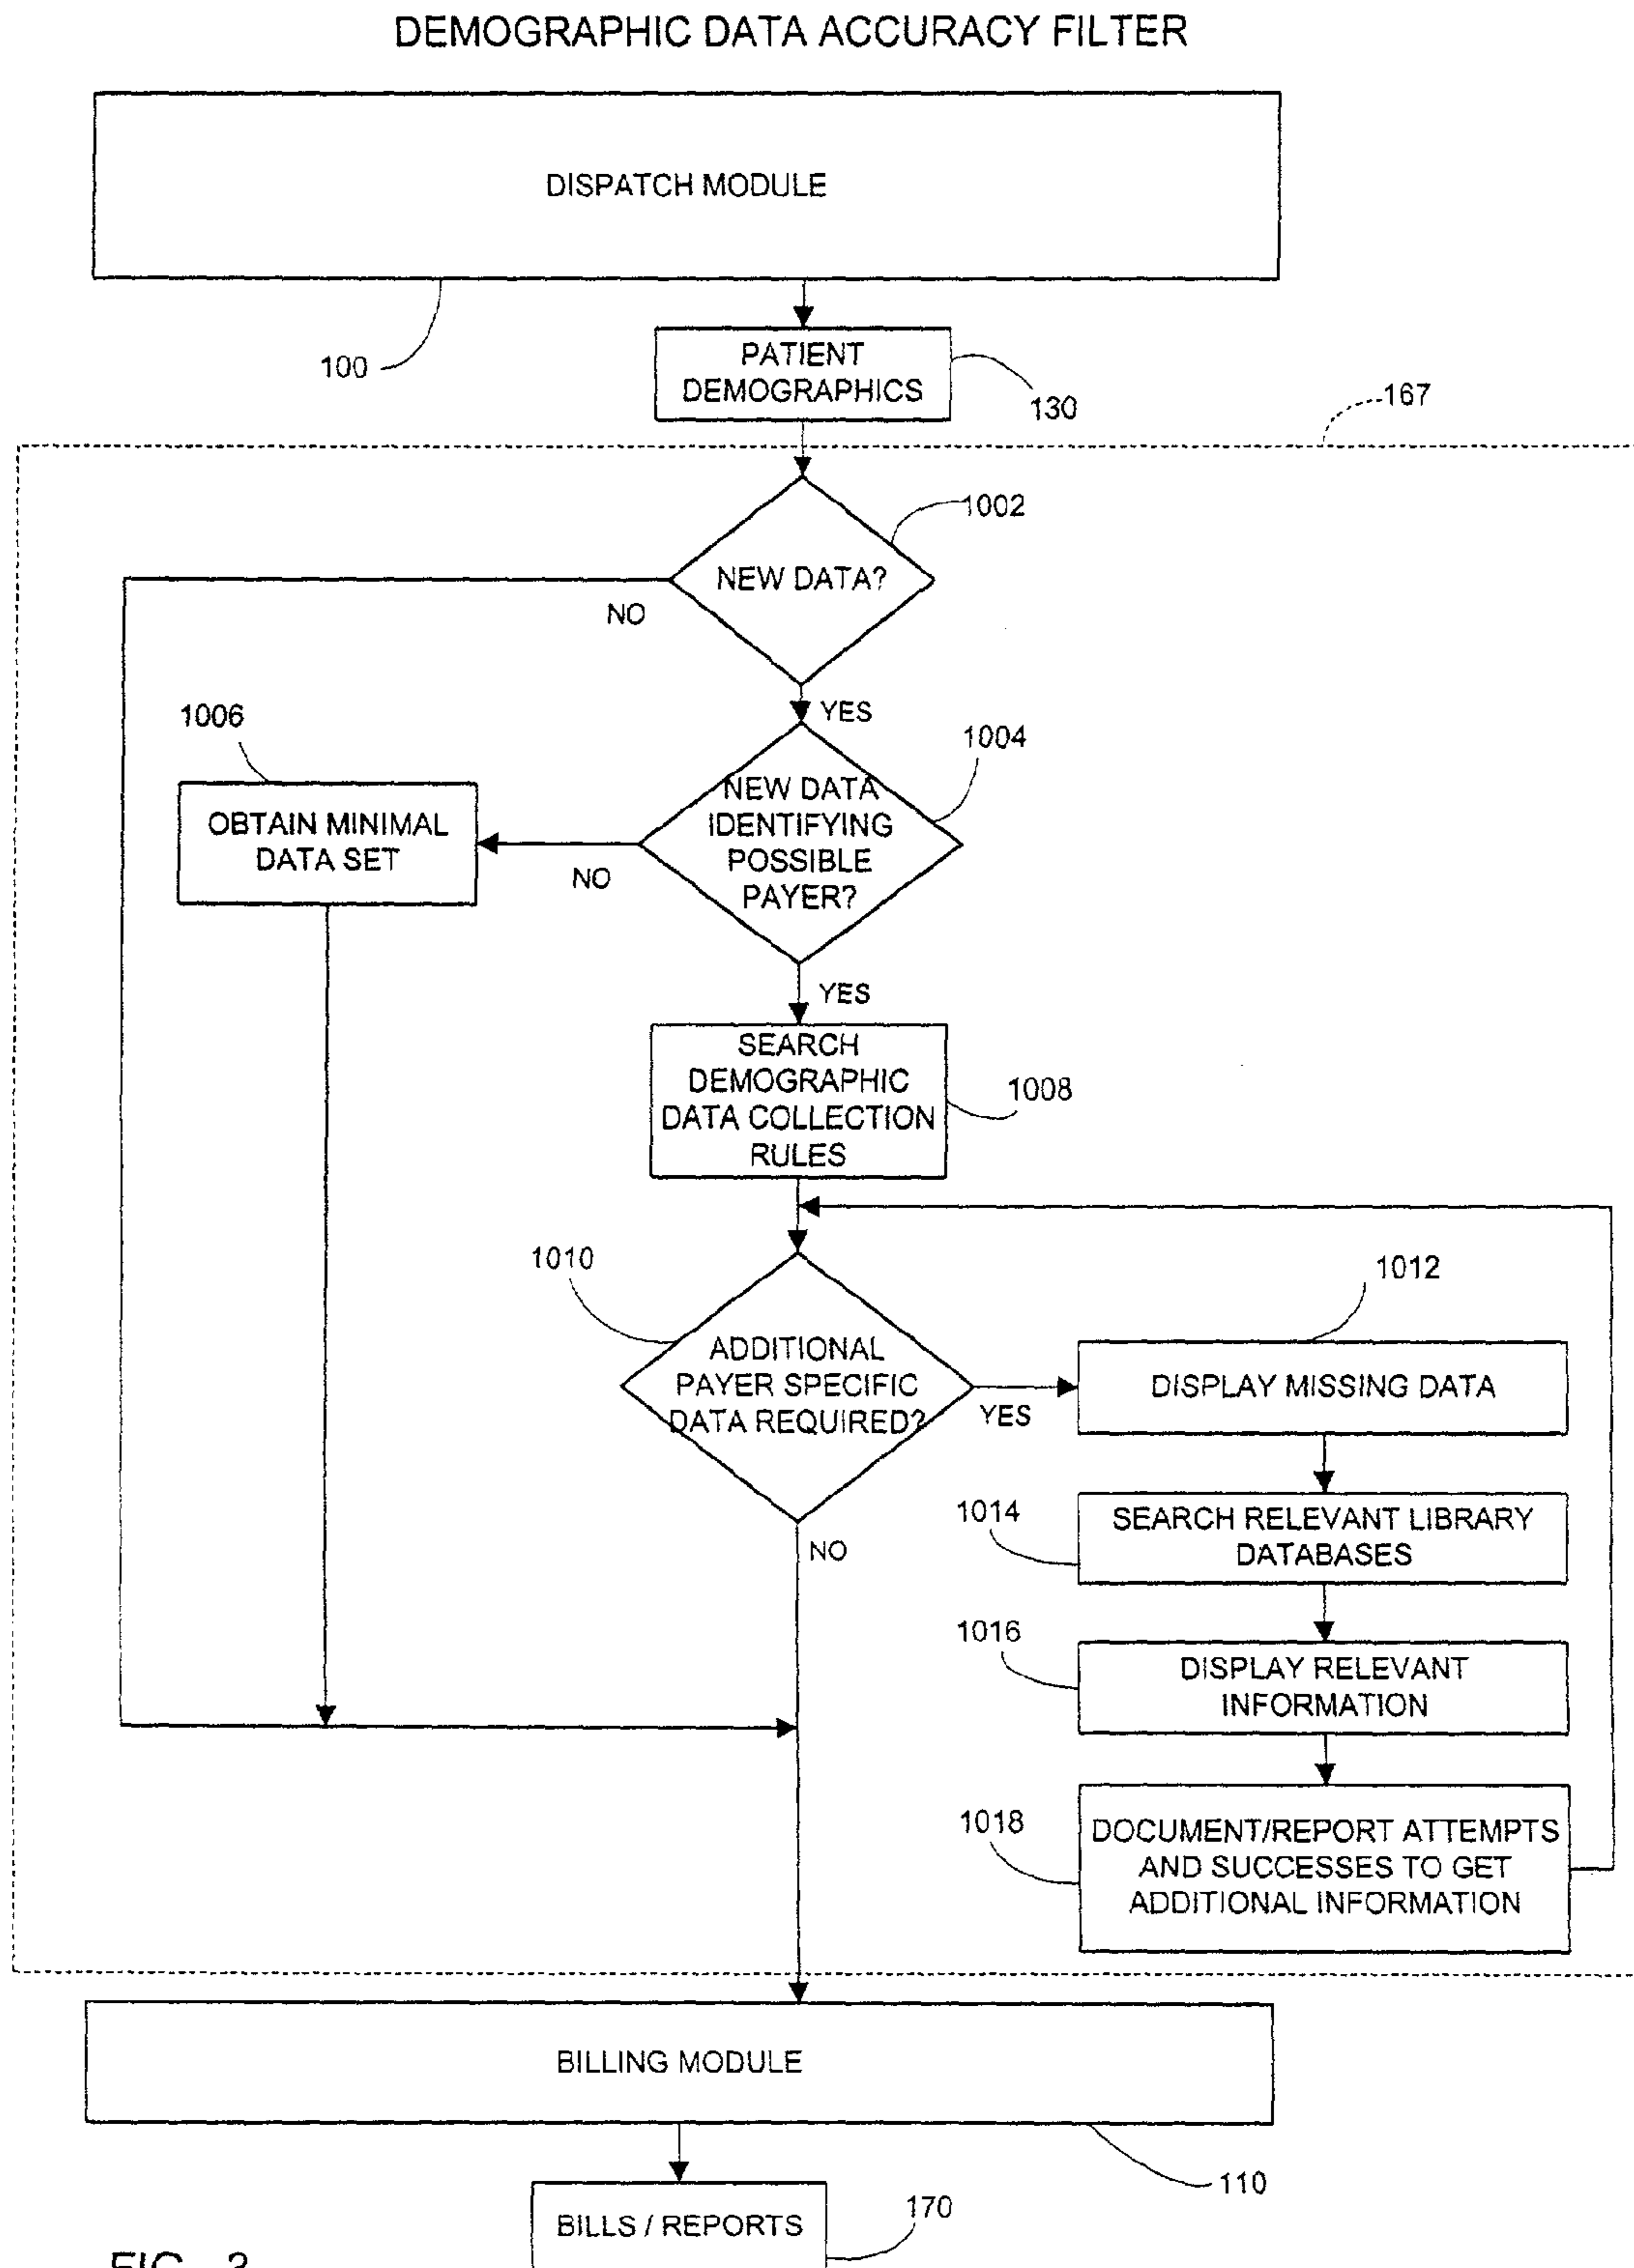 DEMOGRAPHIC DATA ACCURACY FILTER
DISPATCH MODULE
100
PATIENT
DEMOGRAPHICS
130
167
1002
NEW DATA?
NO
YES
1006
1004
OBTAIN MINIMAL
DATA SET
NEW DATA
IDENTIFYING
POSSIBLE
PAYER?
NO
YES
SEARCH
DEMOGRAPHIC
DATA COLLECTION
RULES
1008
1010
1012
ADDITIONAL
PAYER SPECIFIC
DATA REQUIRED?
YES
DISPLAY MISSING DATA
NO
1014
SEARCH RELEVANT LIBRARY
DATABASES
1016
DISPLAY RELEVANT
INFORMATION
1018
DOCUMENT/REPORT ATTEMPTS
AND SUCCESSES TO GET
ADDITIONAL INFORMATION
BILLING MODULE
110
BILLS / REPORTS
170
FIG. 3